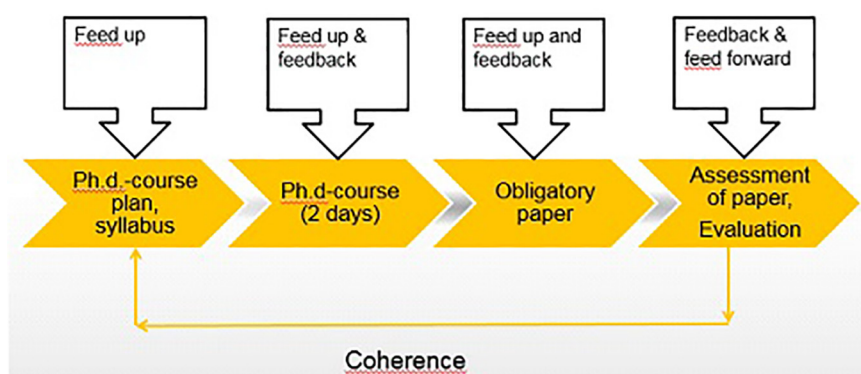 Feed up
Feed up &
feedback
Feed up and
feedback
Feedback &
feed forward
Ph.d.-course
plan,
syllabus
Ph.d-course
(2 days)
Obligatory
paper
Assessment
of paper,
Evaluation
Coherence